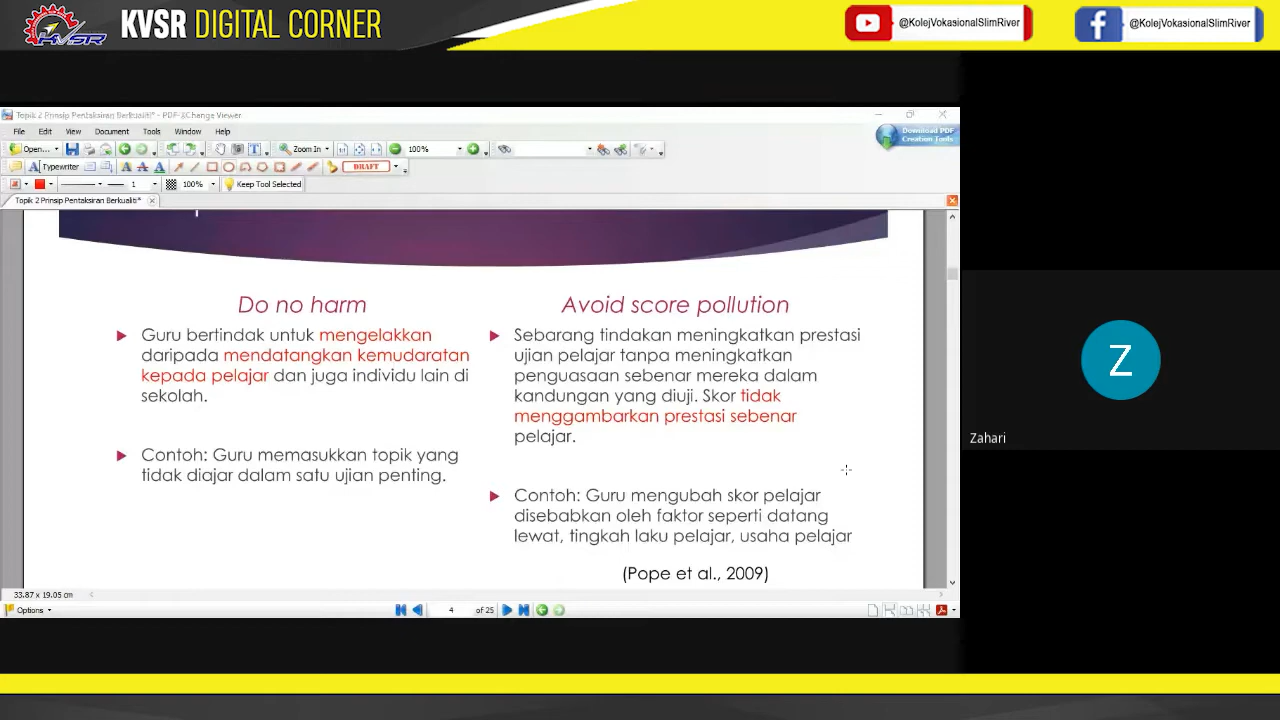 KVSR
KVSR DIGITAL CORNER
@KolejVokasionalSlimRiver
@KolejVokasionalSlimRiver
Topik 2 Prinsip Pentaksiran Berkualiti* - PDF-XChange Viewer
File Edit View Document Tools Window Help
Open... Zoom In 100%
Download PDF
Creation Tools
Typewriter DRAFT
1 100% Keep Tool Selected
Topik 2 Prinsip Pentaksiran Berkualiti*
Do no harm
Guru bertindak untuk mengelakkan
daripada mendatangkan kemudaratan
kepada pelajar dan juga individu lain di
sekolah.
Contoh: Guru memasukkan topik yang
tidak diajar dalam satu ujian penting.
Avoid score pollution
Sebarang tindakan meningkatkan prestasi
ujian pelajar tanpa meningkatkan
penguasaan sebenar mereka dalam
kandungan yang diuji. Skor tidak
menggambarkan prestasi sebenar
pelajar.
Contoh: Guru mengubah skor pelajar
disebabkan oleh faktor seperti datang
lewat, tingkah laku pelajar, usaha pelajar
(Pope et al., 2009)
33.87 x 19.05 cm
Options 4 of 25
Z
Zahari